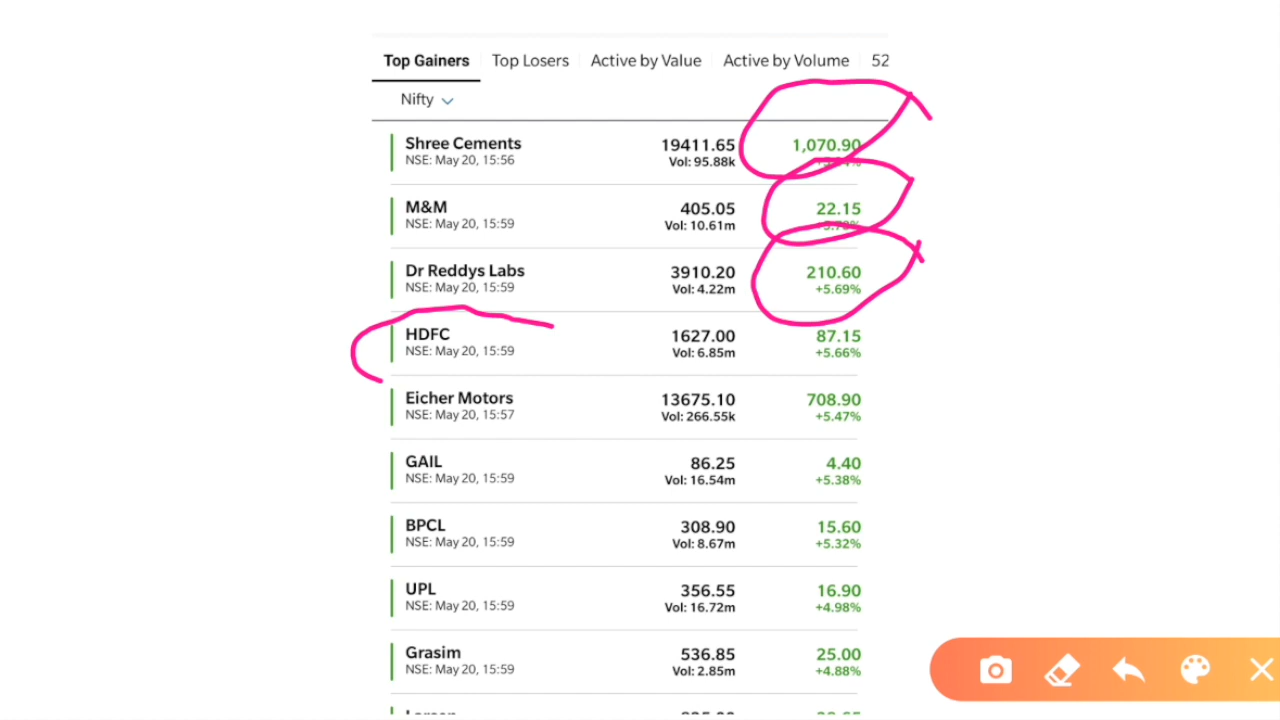 Top Gainers Top Losers Active by Value Active by Volume 52
Nifty
Shree Cements 19411.65 1,070.90
NSE: May 20, 15:56 Vol: 95.88k
M&M 405.05 22.15
NSE: May 20, 15:59 Vol: 10.61m
Dr Reddys Labs 3910.20 210.60
NSE: May 20, 15:59 Vol: 4.22m +5.69%
HDFC 1627.00 87.15
NSE: May 20, 15:59 Vol: 6.85m +5.66%
Eicher Motors 13675.10 708.90
NSE: May 20, 15:57 Vol: 266.55k +5.47%
GAIL 86.25 4.40
NSE: May 20, 15:59 Vol: 16.54m +5.38%
BPCL 308.90 15.60
NSE: May 20, 15:59 Vol: 8.67m +5.32%
UPL 356.55 16.90
NSE: May 20, 15:59 Vol: 16.72m +4.98%
Grasim 536.85 25.00
NSE: May 20, 15:59 Vol: 2.85m +4.88%